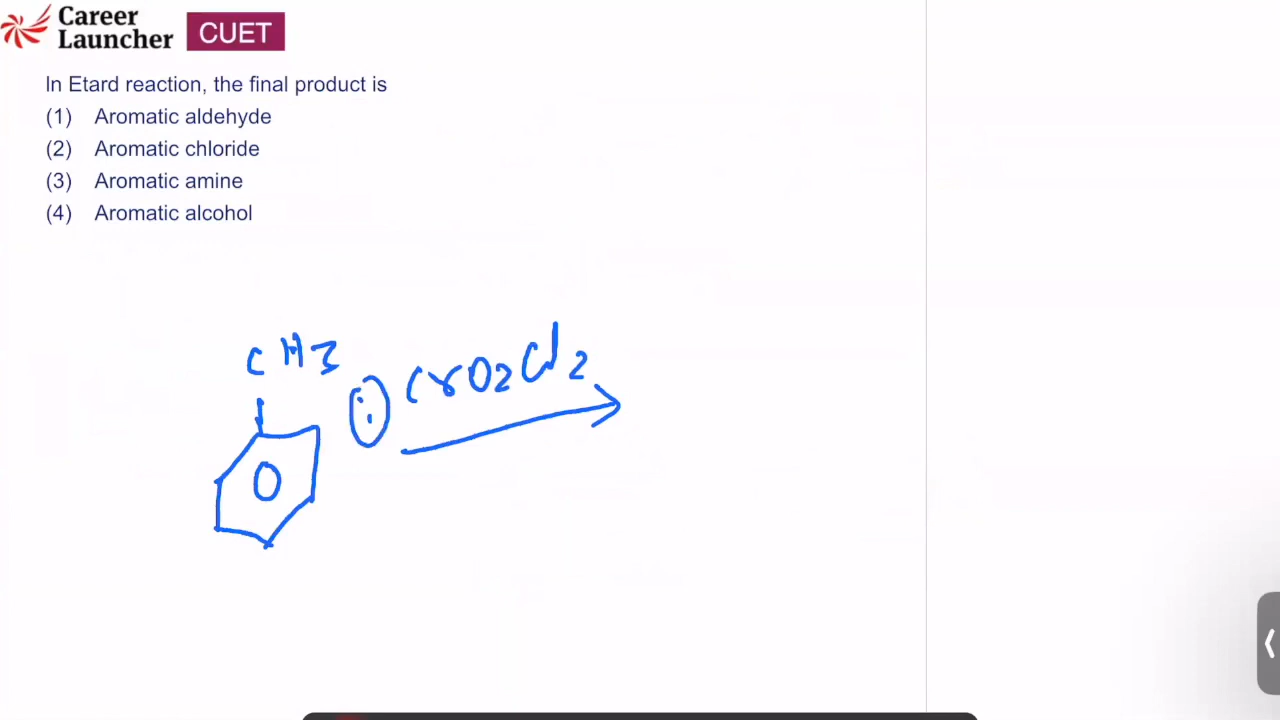 Career
Launcher
CUET
In Etard reaction, the final product is
(1) Aromatic aldehyde
(2) Aromatic chloride
(3) Aromatic amine
(4) Aromatic alcohol
CH3
(i) CrO2Cl2